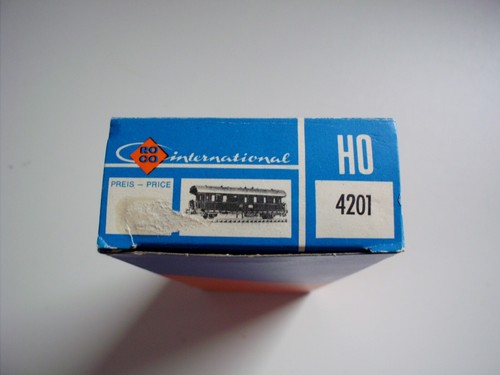 ROCO
international
HO
PREIS – PRICE
4201